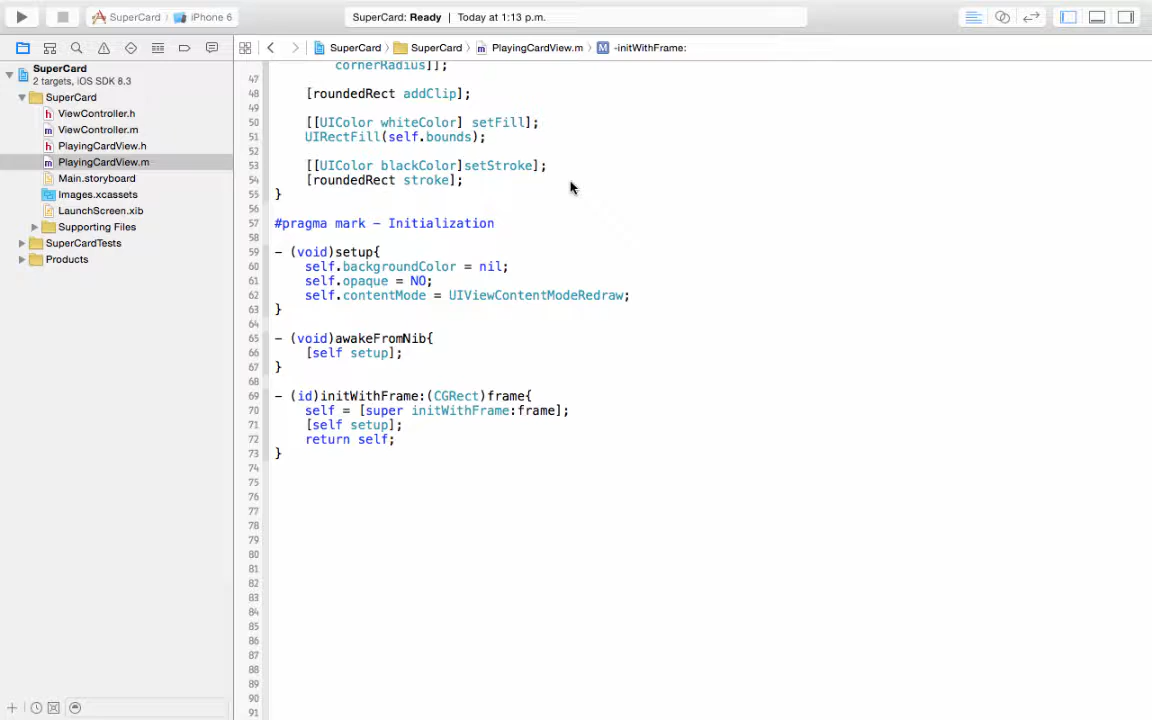 SuperCard
iPhone 6
SuperCard: Ready | Today at 1:13 p.m.
SuperCard
SuperCard
PlayingCardView.m
M -initWithFrame:
SuperCard
2 targets, iOS SDK 8.3
SuperCard
h ViewController.h
m ViewController.m
h PlayingCardView.h
m PlayingCardView.m
Main.storyboard
Images.xcassets
LaunchScreen.xib
Supporting Files
SuperCardTests
Products
cornerRadius]];
47
48 [roundedRect addClip];
49
50 [[UIColor whiteColor] setFill];
51 UIRectFill(self.bounds);
52
53 [[UIColor blackColor]setStroke];
54 [roundedRect stroke];
55 }
56
57 #pragma mark - Initialization
58
59 - (void)setup{
60 self.backgroundColor = nil;
61 self.opaque = NO;
62 self.contentMode = UIViewContentModeRedraw;
63 }
64
65 - (void)awakeFromNib{
66 [self setup];
67 }
68
69 - (id)initWithFrame:(CGRect)frame{
70 self = [super initWithFrame:frame];
71 [self setup];
72 return self;
73 }
74
75
76
77
78
79
80
81
82
83
84
85
86
87
88
89
90
91